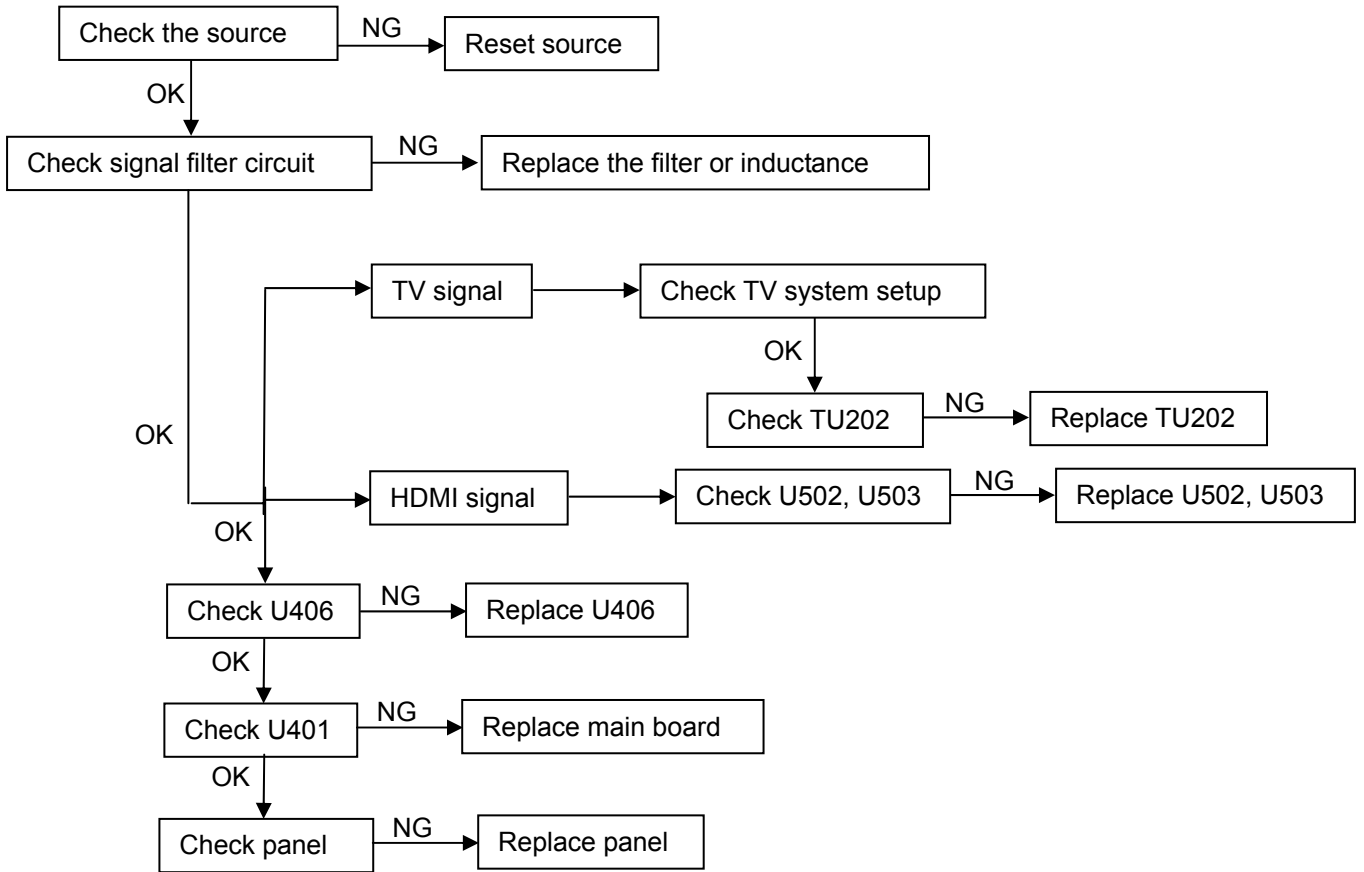 Check the source
NG
Reset source
OK
Check signal filter circuit
NG
Replace the filter or inductance
TV signal
Check TV system setup
OK
Check TU202
NG
Replace TU202
OK
HDMI signal
Check U502, U503
NG
Replace U502, U503
OK
Check U406
NG
Replace U406
OK
Check U401
NG
Replace main board
OK
Check panel
NG
Replace panel